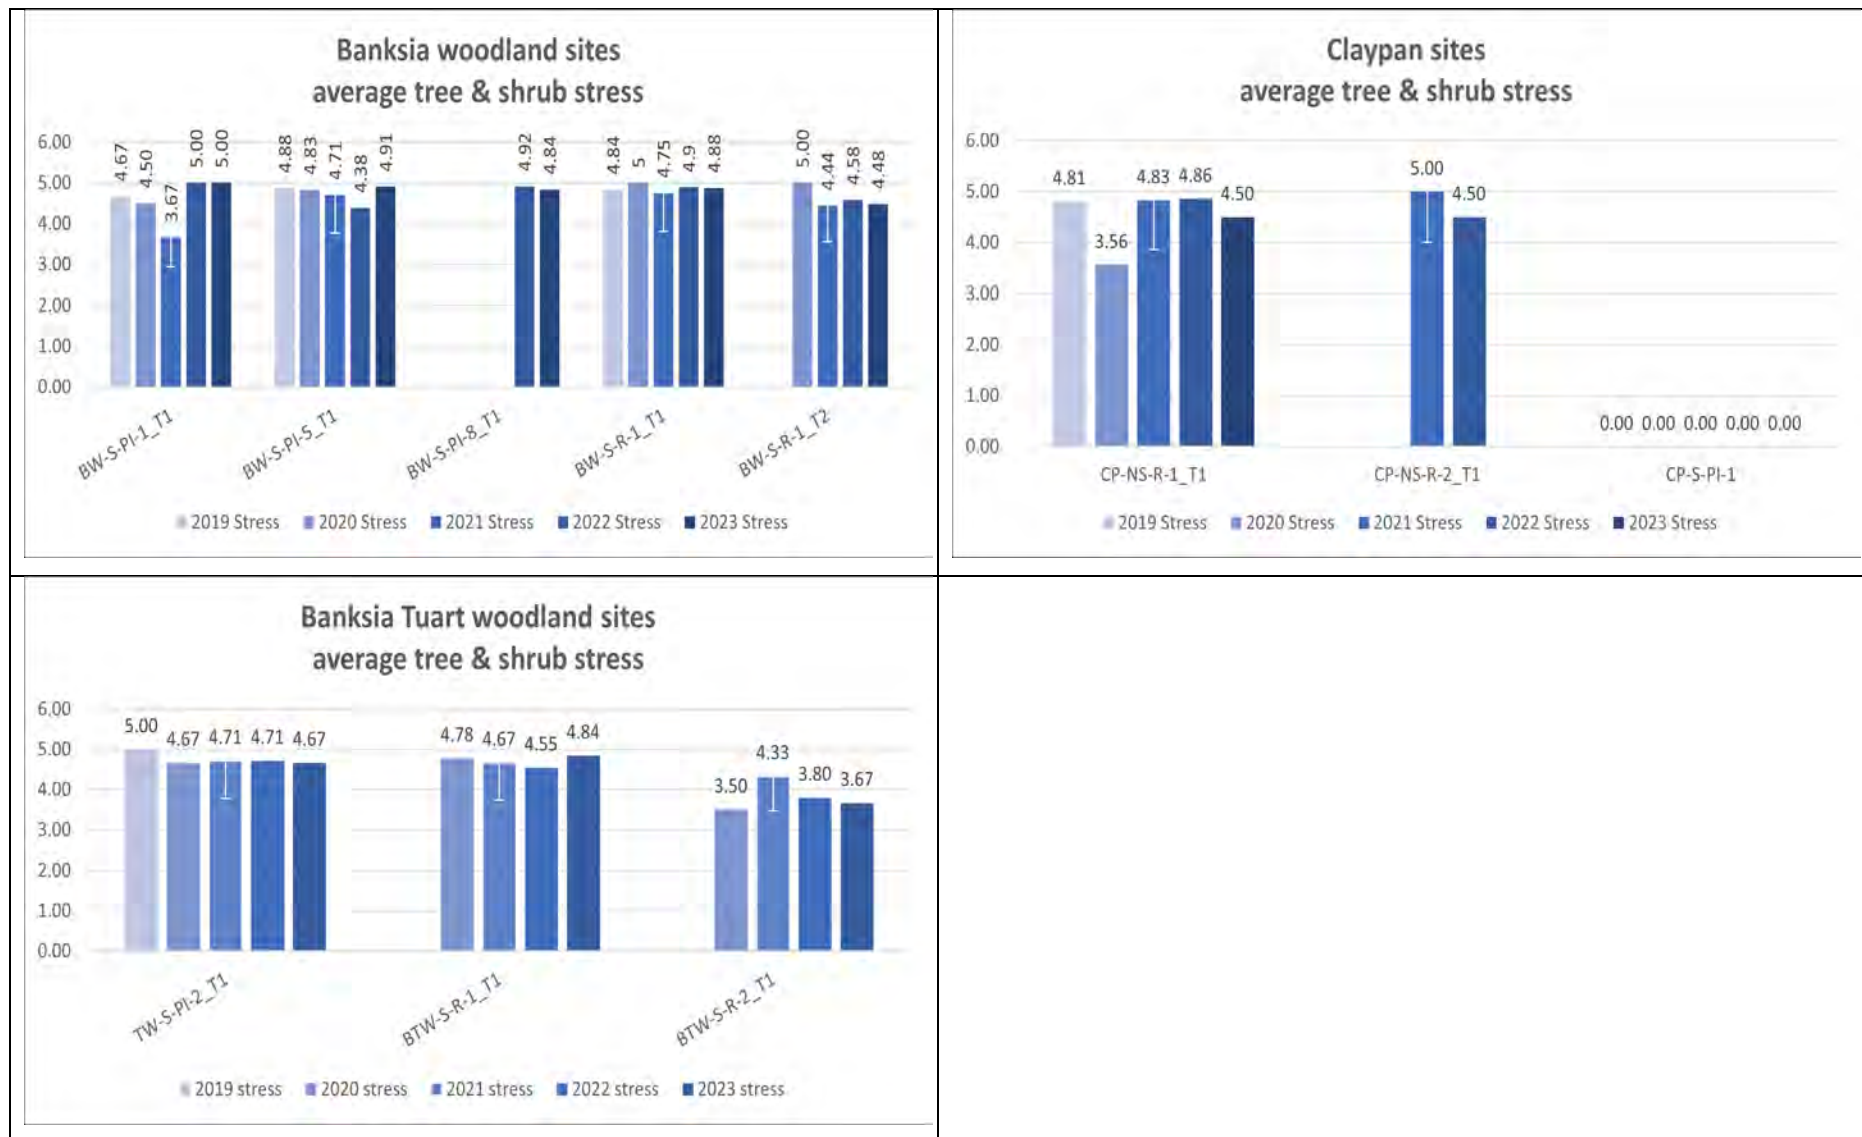 Banksia woodland sites
average tree & shrub stress
6.00
5.00
4.00
3.00
2.00
1.00
0.00
4.67
4.50
3.67
5.00
5.00
4.88
4.83
4.71
4.38
4.91
4.92
4.84
4.84
5
4.75
4.9
4.88
5.00
4.44
4.58
4.48
BW-S-PI-1_T1
BW-S-PI-5_T1
BW-S-PI-8_T1
BW-S-R-1_T1
BW-S-R-1_T2
2019 Stress 2020 Stress 2021 Stress 2022 Stress 2023 Stress
Claypan sites
average tree & shrub stress
6.00
5.00
4.00
3.00
2.00
1.00
0.00
4.81
3.56
4.83
4.86
4.50
5.00
4.50
0.00 0.00 0.00 0.00 0.00
CP-NS-R-1_T1
CP-NS-R-2_T1
CP-S-PI-1
2019 Stress 2020 Stress 2021 Stress 2022 Stress 2023 Stress
Banksia Tuart woodland sites
average tree & shrub stress
6.00
5.00
4.00
3.00
2.00
1.00
0.00
5.00
4.67
4.71
4.71
4.67
4.78
4.67
4.55
4.84
3.50
4.33
3.80
3.67
TW-S-PI-2_T1
BTW-S-R-1_T1
BTW-S-R-2_T1
2019 stress 2020 stress 2021 stress 2022 stress 2023 stress